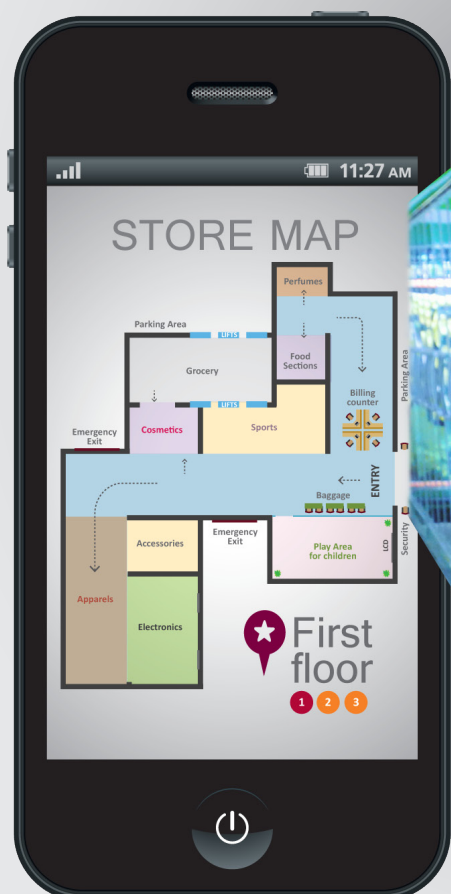 11:27 AM
STORE MAP
Perfumes
Parking Area
LIFTS
Food
Sections
Grocery
Parking Area
Billing
counter
LIFTS
Cosmetics
Sports
Emergency
Exit
ENTRY
Baggage
Accessories
Emergency
Exit
Play Area
for children
LCD
Security
Apparels
Electronics
First
floor
1 2 3